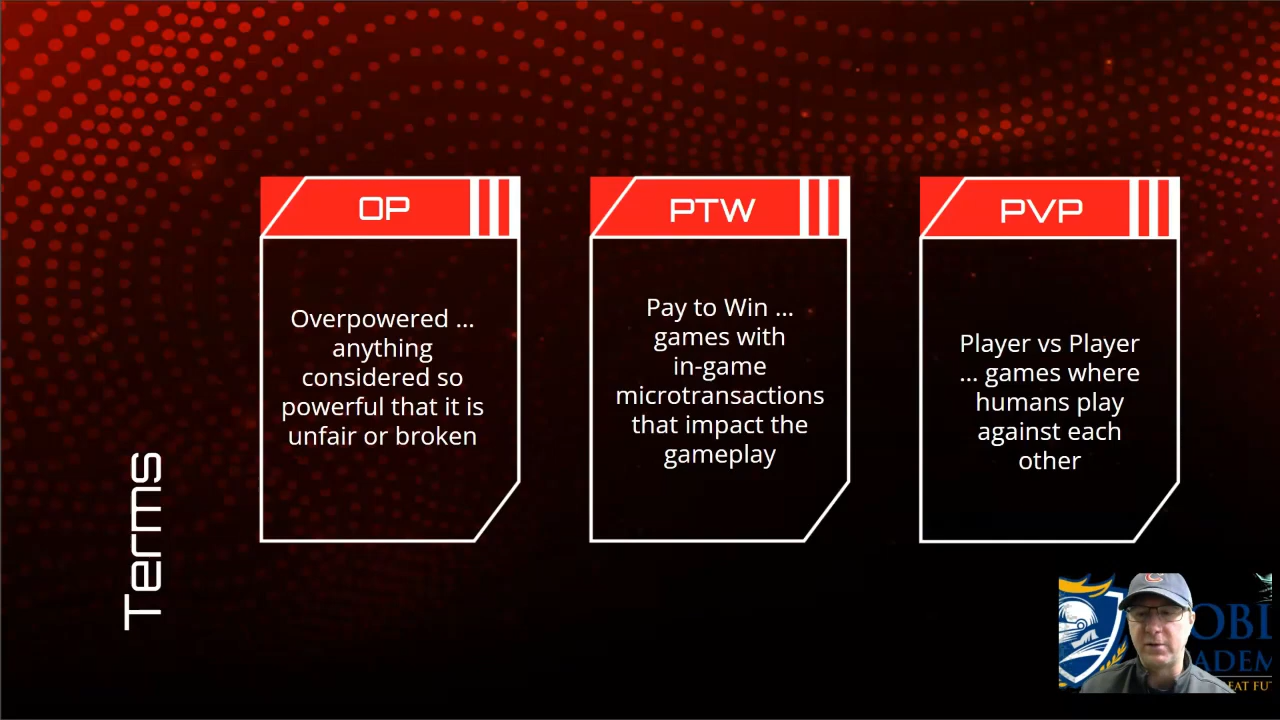 OP
Overpowered ...
anything
considered so
powerful that it is
unfair or broken
PTW
Pay to Win ...
games with
in-game
microtransactions
that impact the
gameplay
PVP
Player vs Player
... games where
humans play
against each
other
Terms
C